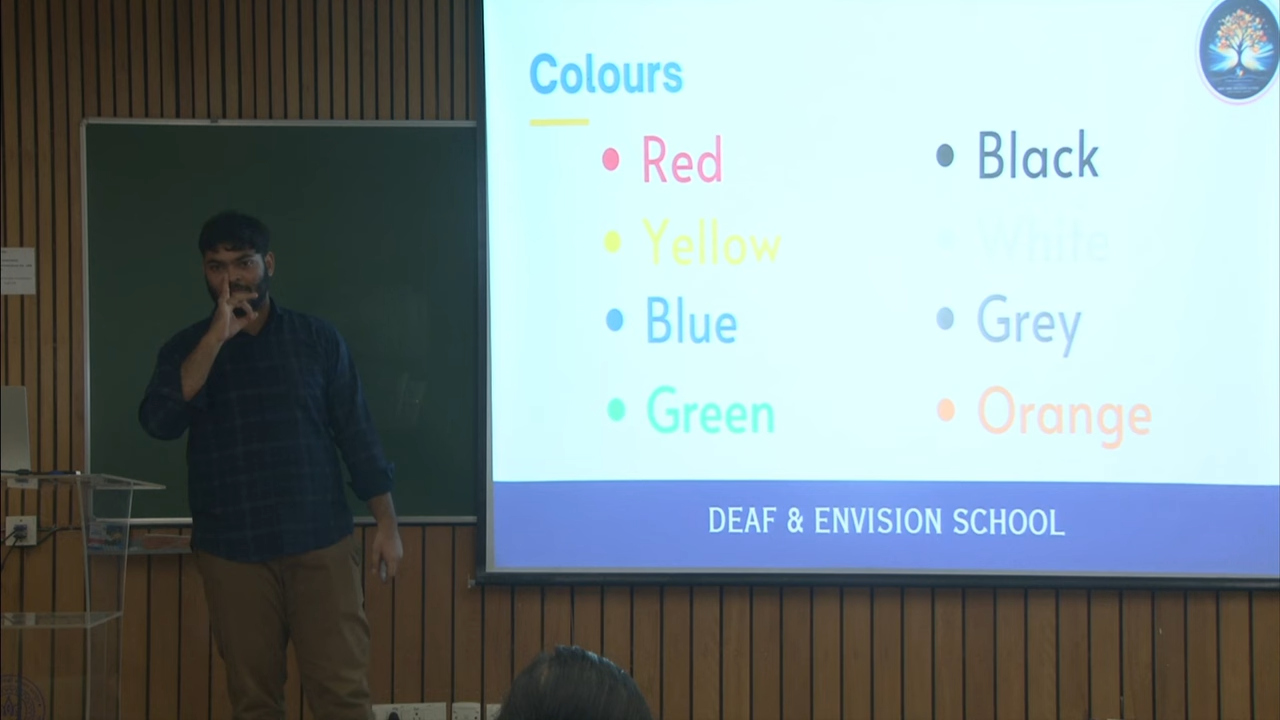 Colours
• Red
• Yellow
• Blue
• Green
• Black
• White
• Grey
• Orange
DEAF & ENVISION SCHOOL